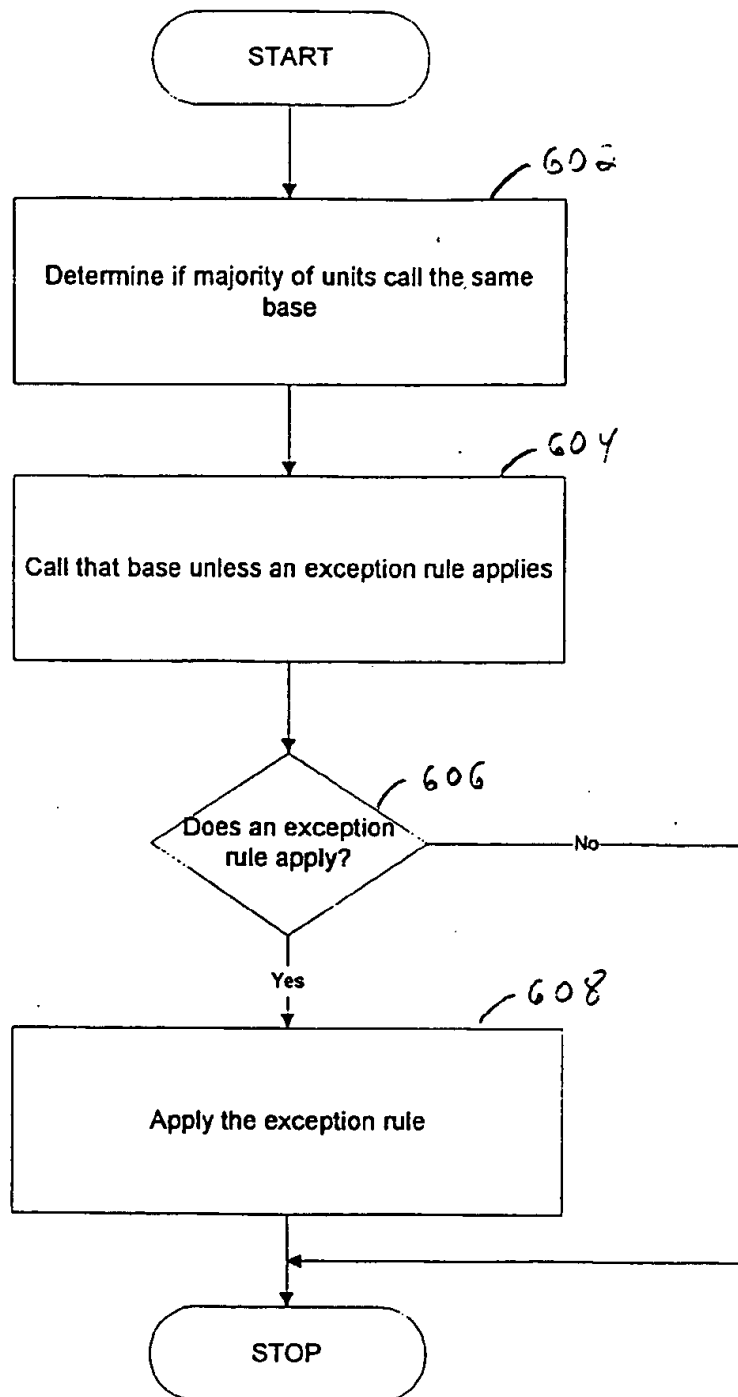 START
602
Determine if majority of units call the same
base
604
Call that base unless an exception rule applies
606
Does an exception
rule apply?
No
Yes
608
Apply the exception rule
STOP